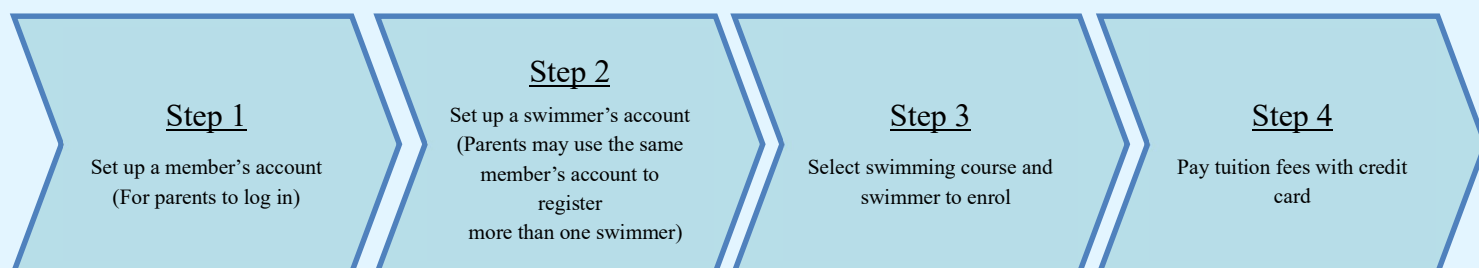 Step 1
Set up a member’s account
(For parents to log in)
Step 2
Set up a swimmer’s account
(Parents may use the same
member’s account to
register
more than one swimmer)
Step 3
Select swimming course and
swimmer to enrol
Step 4
Pay tuition fees with credit
card